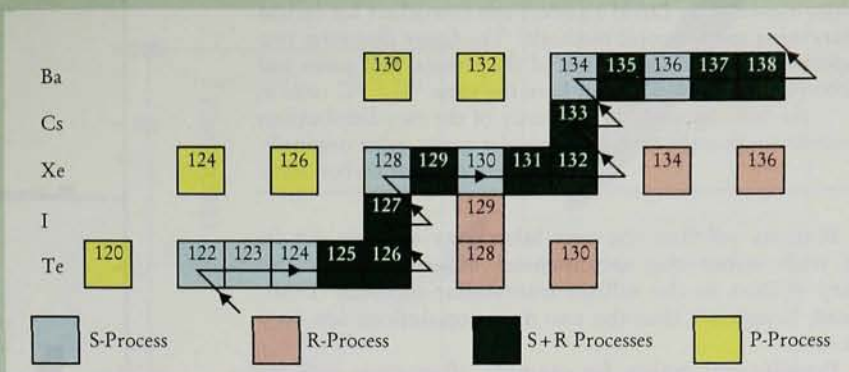 Ba 130 132 134 135 136 137 138
Cs 133
Xe 124 126 128 129 130 131 132 134 136
I 127 129
Te 120 122 123 124 125 126 128 130
S-Process R-Process S+R Processes P-Process